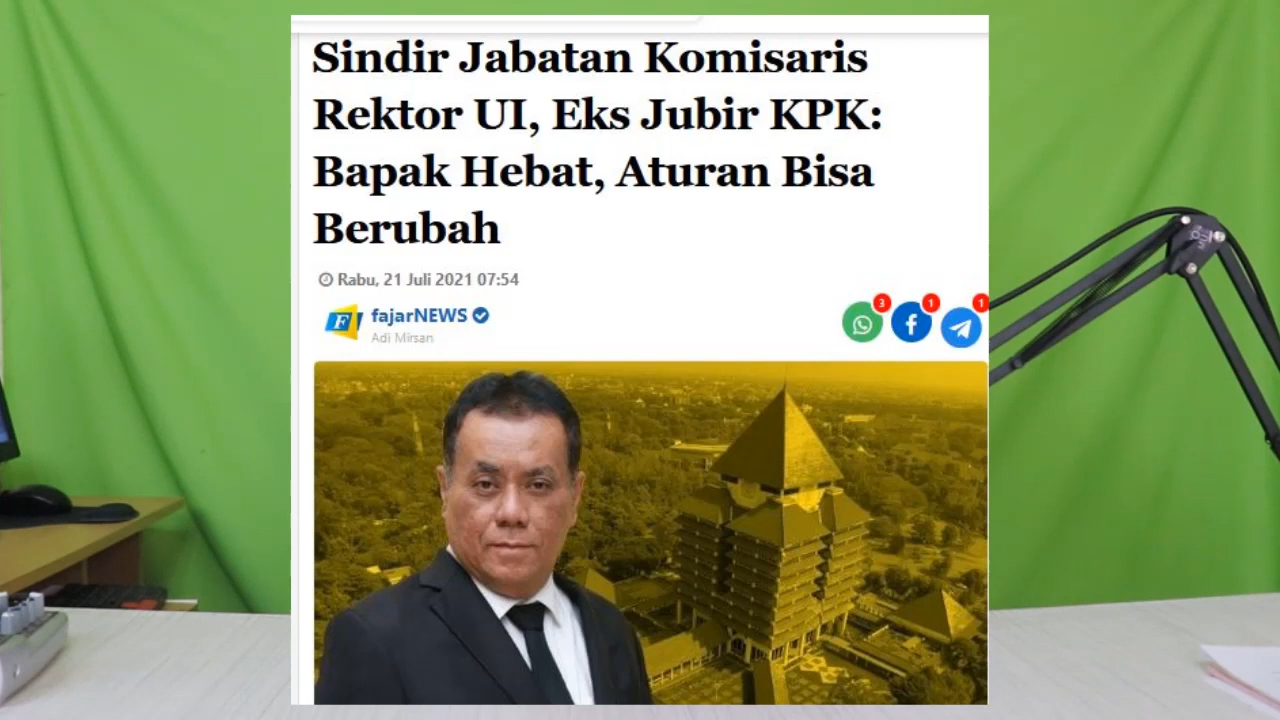 Sindir Jabatan Komisaris
Rektor UI, Eks Jubir KPK:
Bapak Hebat, Aturan Bisa
Berubah
Rabu, 21 Juli 2021 07:54
F fajarNEWS
Adi Mirsan
3 1 1